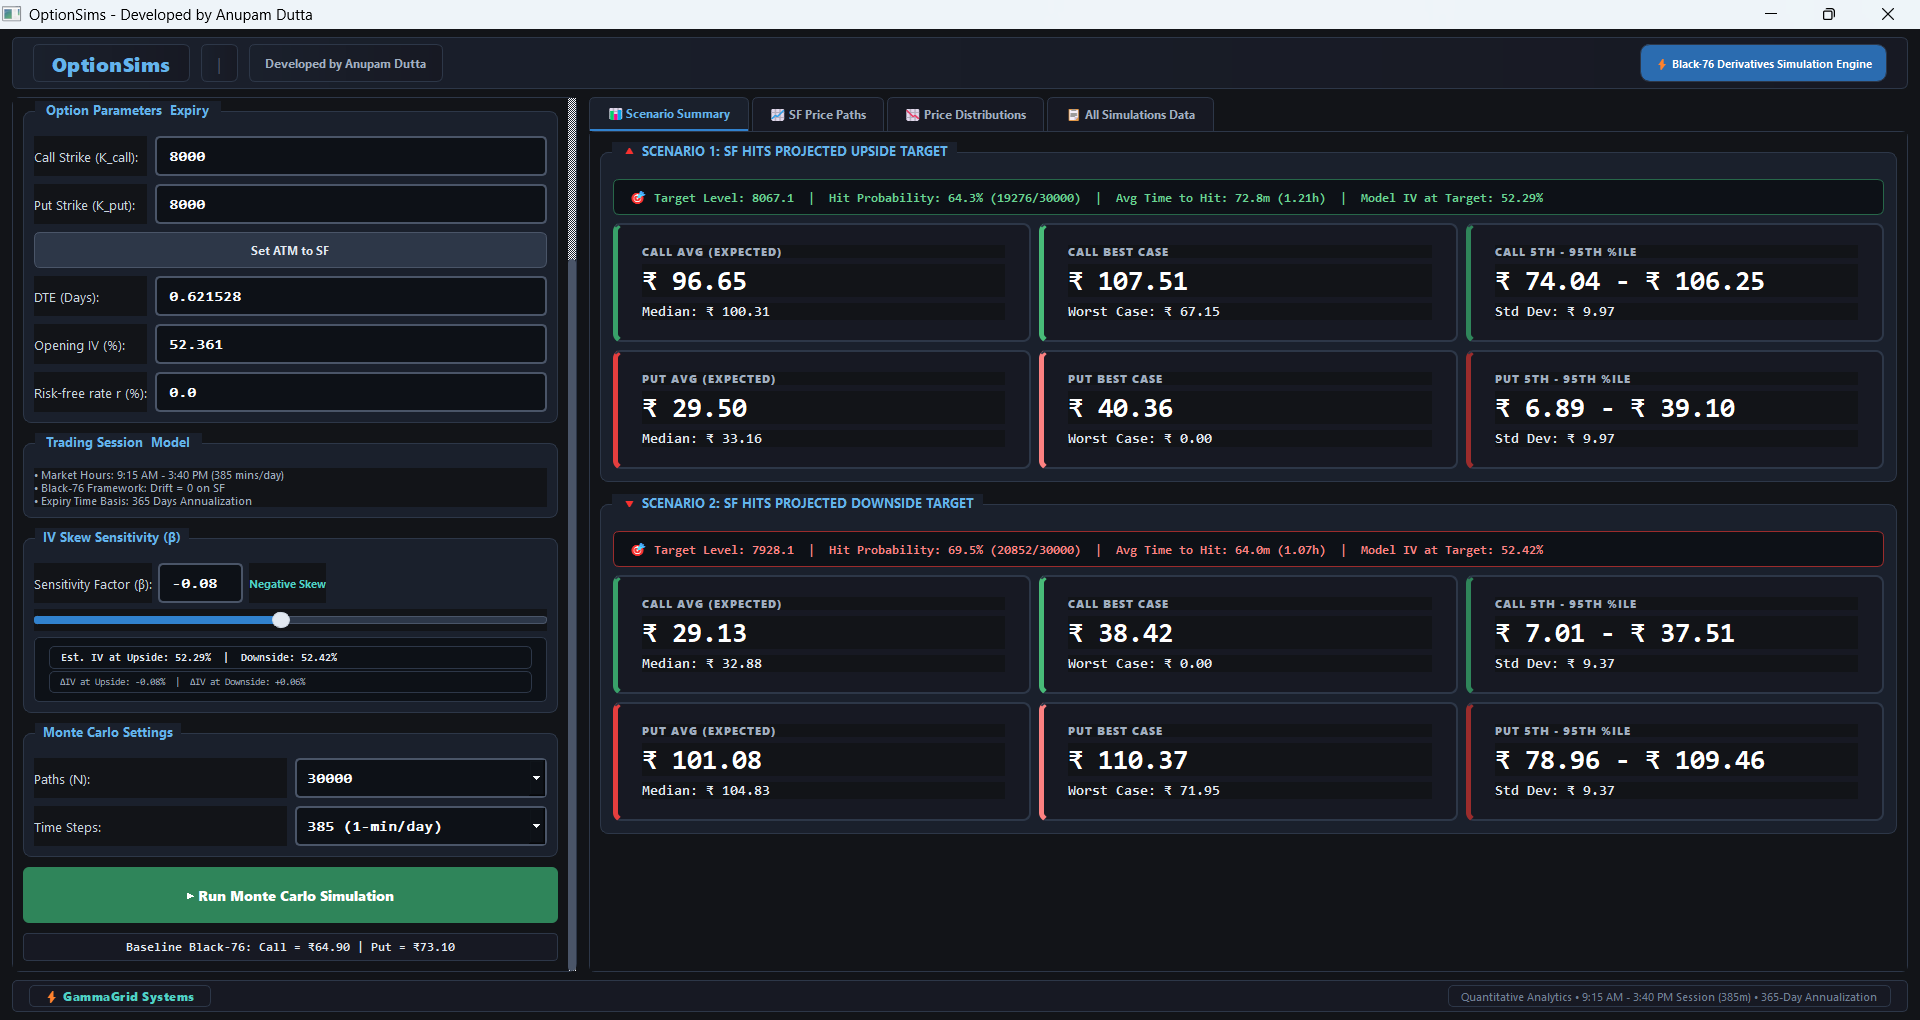 OptionSims - Developed by Anupam Dutta
OptionSims
|
Developed by Anupam Dutta
Black-76 Derivatives Simulation Engine
Option Parameters Expiry
Call Strike (K_call):
8000
Put Strike (K_put):
8000
Set ATM to SF
DTE (Days):
0.621528
Opening IV (%):
52.361
Risk-free rate r (%):
0.0
Trading Session Model
• Market Hours: 9:15 AM - 3:40 PM (385 mins/day)
• Black-76 Framework: Drift = 0 on SF
• Expiry Time Basis: 365 Days Annualization
IV Skew Sensitivity (β)
Sensitivity Factor (β):
-0.08
Negative Skew
Est. IV at Upside: 52.29% | Downside: 52.42%
ΔIV at Upside: -0.08% | ΔIV at Downside: +0.06%
Monte Carlo Settings
Paths (N):
30000
Time Steps:
385 (1-min/day)
Run Monte Carlo Simulation
Baseline Black-76: Call = ₹64.90 | Put = ₹73.10
Scenario Summary
SF Price Paths
Price Distributions
All Simulations Data
SCENARIO 1: SF HITS PROJECTED UPSIDE TARGET
Target Level: 8067.1 | Hit Probability: 64.3% (19276/30000) | Avg Time to Hit: 72.8m (1.21h) | Model IV at Target: 52.29%
CALL AVG (EXPECTED)
₹ 96.65
Median: ₹ 100.31
CALL BEST CASE
₹ 107.51
Worst Case: ₹ 67.15
CALL 5TH - 95TH %ILE
₹ 74.04 - ₹ 106.25
Std Dev: ₹ 9.97
PUT AVG (EXPECTED)
₹ 29.50
Median: ₹ 33.16
PUT BEST CASE
₹ 40.36
Worst Case: ₹ 0.00
PUT 5TH - 95TH %ILE
₹ 6.89 - ₹ 39.10
Std Dev: ₹ 9.97
SCENARIO 2: SF HITS PROJECTED DOWNSIDE TARGET
Target Level: 7928.1 | Hit Probability: 69.5% (20852/30000) | Avg Time to Hit: 64.0m (1.07h) | Model IV at Target: 52.42%
CALL AVG (EXPECTED)
₹ 29.13
Median: ₹ 32.88
CALL BEST CASE
₹ 38.42
Worst Case: ₹ 0.00
CALL 5TH - 95TH %ILE
₹ 7.01 - ₹ 37.51
Std Dev: ₹ 9.37
PUT AVG (EXPECTED)
₹ 101.08
Median: ₹ 104.83
PUT BEST CASE
₹ 110.37
Worst Case: ₹ 71.95
PUT 5TH - 95TH %ILE
₹ 78.96 - ₹ 109.46
Std Dev: ₹ 9.37
GammaGrid Systems
Quantitative Analytics • 9:15 AM - 3:40 PM Session (385m) • 365-Day Annualization